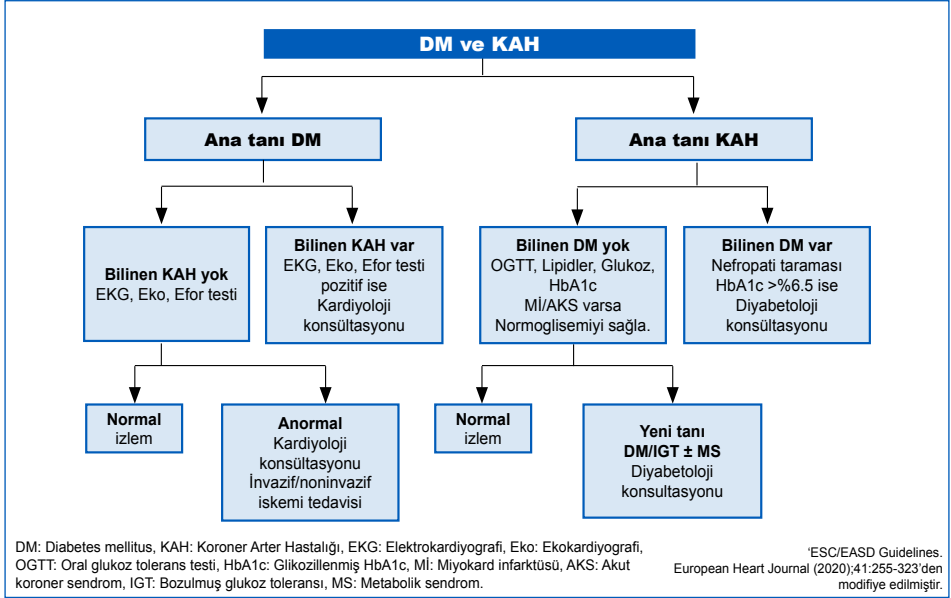 DM ve KAH
Ana tanı DM
Ana tanı KAH
Bilinen KAH yok
EKG, Eko, Efor testi
Bilinen KAH var
EKG, Eko, Efor testi
pozitif ise
Kardiyoloji
konsültasyonu
Bilinen DM yok
OGTT, Lipidler, Glukoz,
HbA1c
Mİ/AKS varsa
Normoglisemiyi sağla.
Bilinen DM var
Nefropati taraması
HbA1c >%6.5 ise
Diyabetoloji
konsültasyonu
Normal
izlem
Anormal
Kardiyoloji
konsültasyonu
İnvazif/noninvazif
iskemi tedavisi
Normal
izlem
Yeni tanı
DM/IGT ± MS
Diyabetoloji
konsultasyonu
DM: Diabetes mellitus, KAH: Koroner Arter Hastalığı, EKG: Elektrokardiyografi, Eko: Ekokardiyografi,
OGTT: Oral glukoz tolerans testi, HbA1c: Glikozillenmiş HbA1c, Mİ: Miyokard infarktüsü, AKS: Akut
koroner sendrom, IGT: Bozulmuş glukoz toleransı, MS: Metabolik sendrom.
'ESC/EASD Guidelines.
European Heart Journal (2020);41:255-323'den
modifiye edilmiştir.